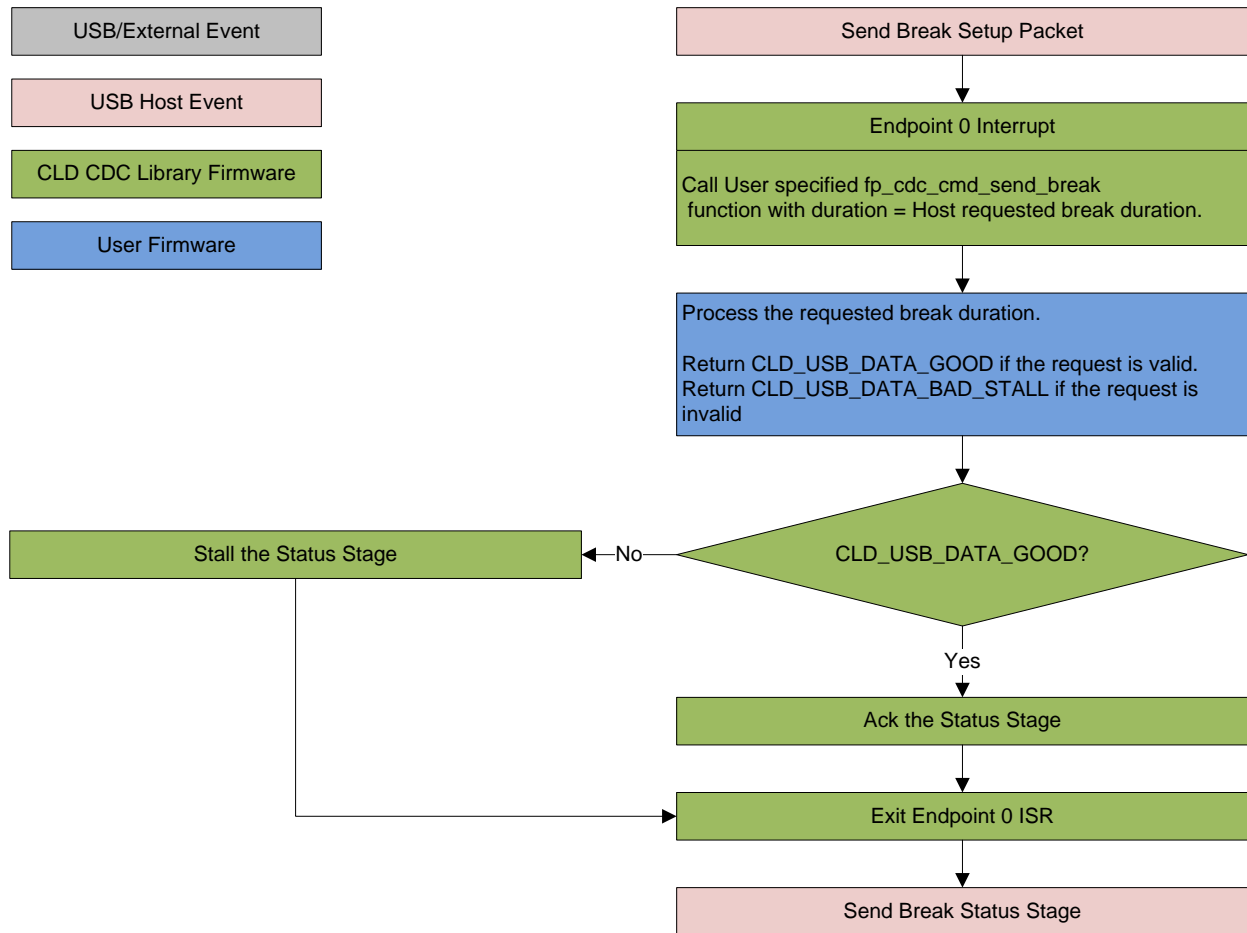 USB/External Event
USB Host Event
CLD CDC Library Firmware
User Firmware
Send Break Setup Packet
Endpoint 0 Interrupt
Call User specified fp_cdc_cmd_send_break
function with duration = Host requested break duration.
Process the requested break duration.
Return CLD_USB_DATA_GOOD if the request is valid.
Return CLD_USB_DATA_BAD_STALL if the request is
invalid
CLD_USB_DATA_GOOD?
No
Stall the Status Stage
Yes
Ack the Status Stage
Exit Endpoint 0 ISR
Send Break Status Stage